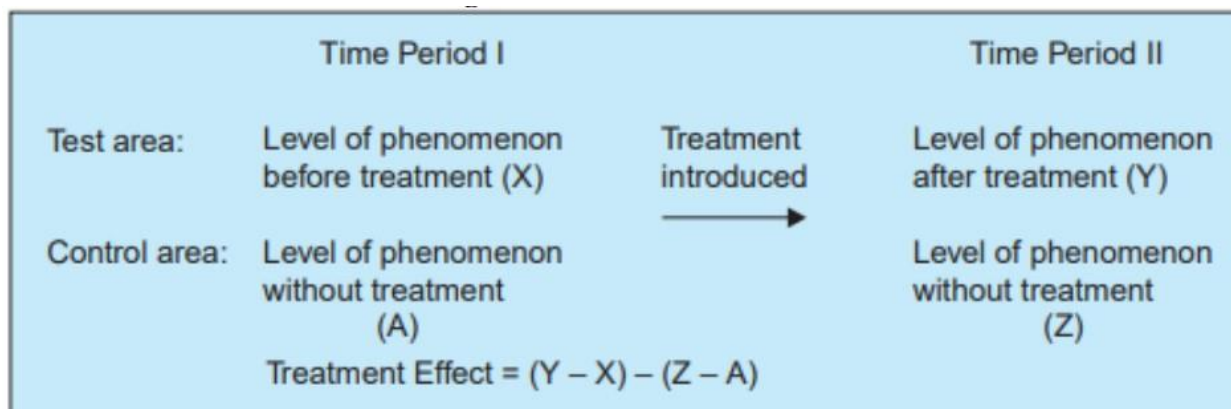 Time Period I Time Period II
Test area: Level of phenomenon Treatment Level of phenomenon
before treatment (X) introduced after treatment (Y)
Control area: Level of phenomenon Level of phenomenon
without treatment without treatment
(A) (Z)
Treatment Effect = (Y – X) – (Z – A)